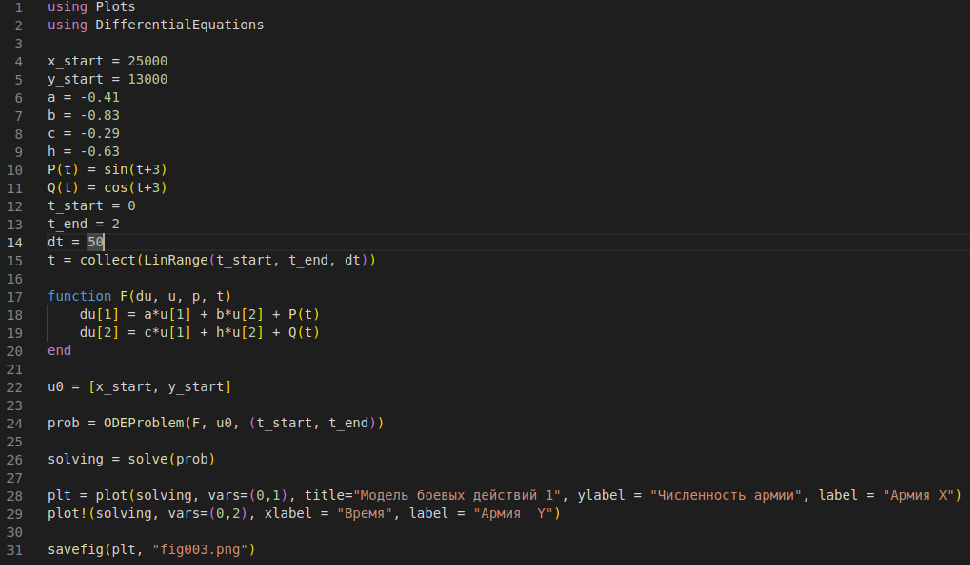 1 using Plots
2 using DifferentialEquations
3
4 x_start = 25000
5 y_start = 13000
6 a = -0.41
7 b = -0.83
8 c = -0.29
9 h = -0.63
10 P(t) = sin(t+3)
11 Q(t) = cos(t+3)
12 t_start = 0
13 t_end = 2
14 dt = 50
15 t = collect(LinRange(t_start, t_end, dt))
16
17 function F(du, u, p, t)
18     du[1] = a*u[1] + b*u[2] + P(t)
19     du[2] = c*u[1] + h*u[2] + Q(t)
20 end
21
22 u0 = [x_start, y_start]
23
24 prob = ODEProblem(F, u0, (t_start, t_end))
25
26 solving = solve(prob)
27
28 plt = plot(solving, vars=(0,1), title="Модель боевых действий 1", ylabel = "Численность армии", label = "Армия X")
29 plot!(solving, vars=(0,2), xlabel = "Время", label = "Армия  Y")
30
31 savefig(plt, "fig003.png")